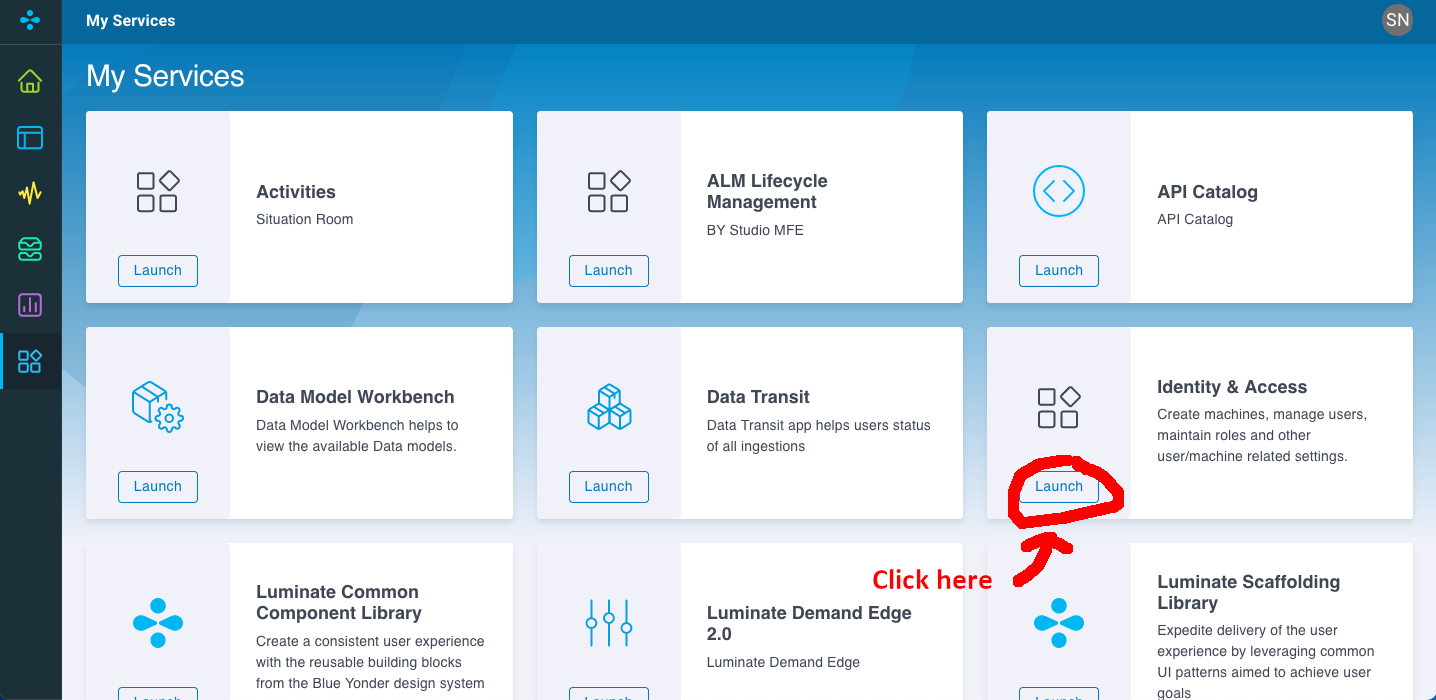 My Services
SN
My Services
Activities
Situation Room
Launch
ALM Lifecycle
Management
BY Studio MFE
Launch
API Catalog
API Catalog
Launch
Data Model Workbench
Data Model Workbench helps to
view the available Data models.
Launch
Data Transit
Data Transit app helps users status
of all ingestions
Launch
Identity & Access
Create machines, manage users,
maintain roles and other
user/machine related settings.
Launch
Click here
Luminate Common
Component Library
Create a consistent user experience
with the reusable building blocks
from the Blue Yonder design system
Luminate Demand Edge
2.0
Luminate Demand Edge
Luminate Scaffolding
Library
Expedite delivery of the user
experience by leveraging common
UI patterns aimed to achieve user
goals